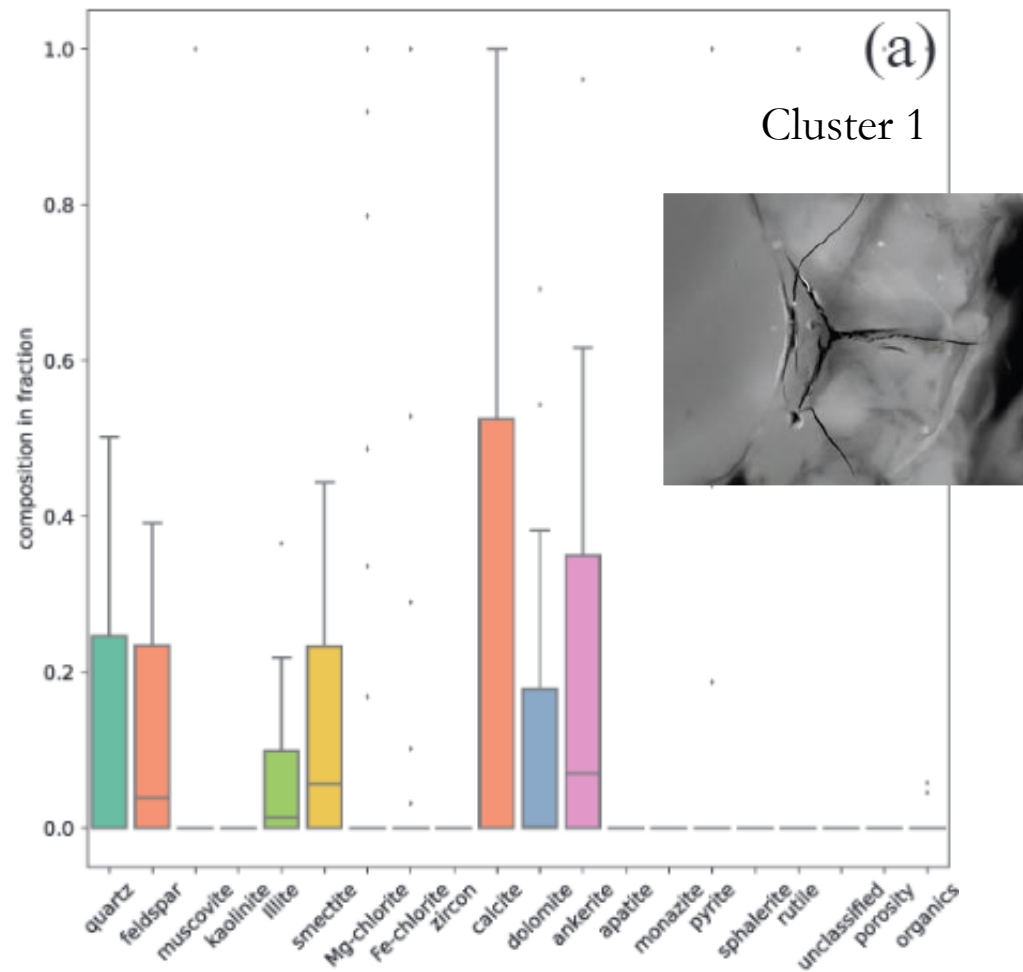 (a)
Cluster 1
composition in fraction
1.0
0.8
0.6
0.4
0.2
0.0
quartz
feldspar
muscovite
kaolinite
illite
smectite
Mg-chlorite
Fe-chlorite
zircon
calcite
dolomite
ankerite
apatite
monazite
pyrite
sphalerite
rutile
unclassified
porosity
organics